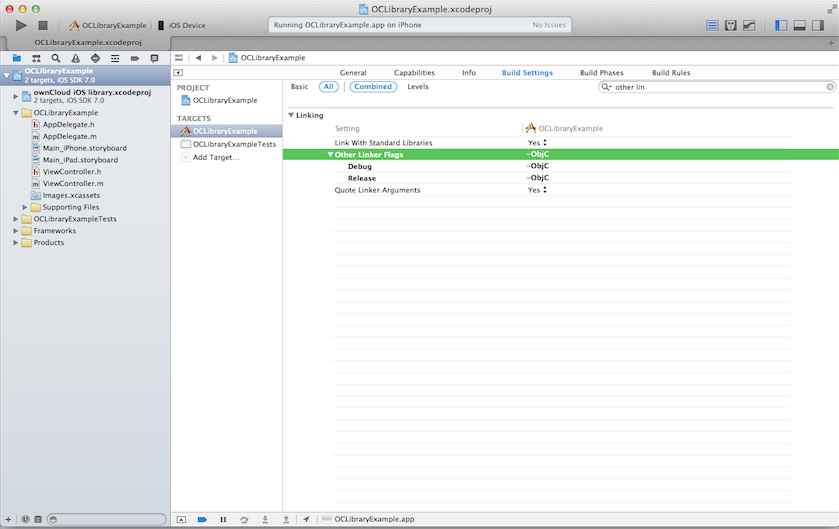 OCLibraryExample.xcodeproj
OCLibraryExample
iOS Device
Running OCLibraryExample.app on iPhone
No Issues
OCLibraryExample.xcodeproj
OCLibraryExample
2 targets, iOS SDK 7.0
ownCloud iOS library.xcodeproj
2 targets, iOS SDK 7.0
OCLibraryExample
AppDelegate.h
AppDelegate.m
Main_iPhone.storyboard
Main_iPad.storyboard
ViewController.h
ViewController.m
Images.xcassets
Supporting Files
OCLibraryExampleTests
Frameworks
Products
OCLibraryExample
PROJECT
OCLibraryExample
TARGETS
OCLibraryExample
OCLibraryExampleTests
Add Target...
General Capabilities Info Build Settings Build Phases Build Rules
Basic All Combined Levels
other lin
Linking
Setting OCLibraryExample
Link With Standard Libraries Yes
Other Linker Flags -ObjC
Debug -ObjC
Release -ObjC
Quote Linker Arguments Yes
OCLibraryExample.app